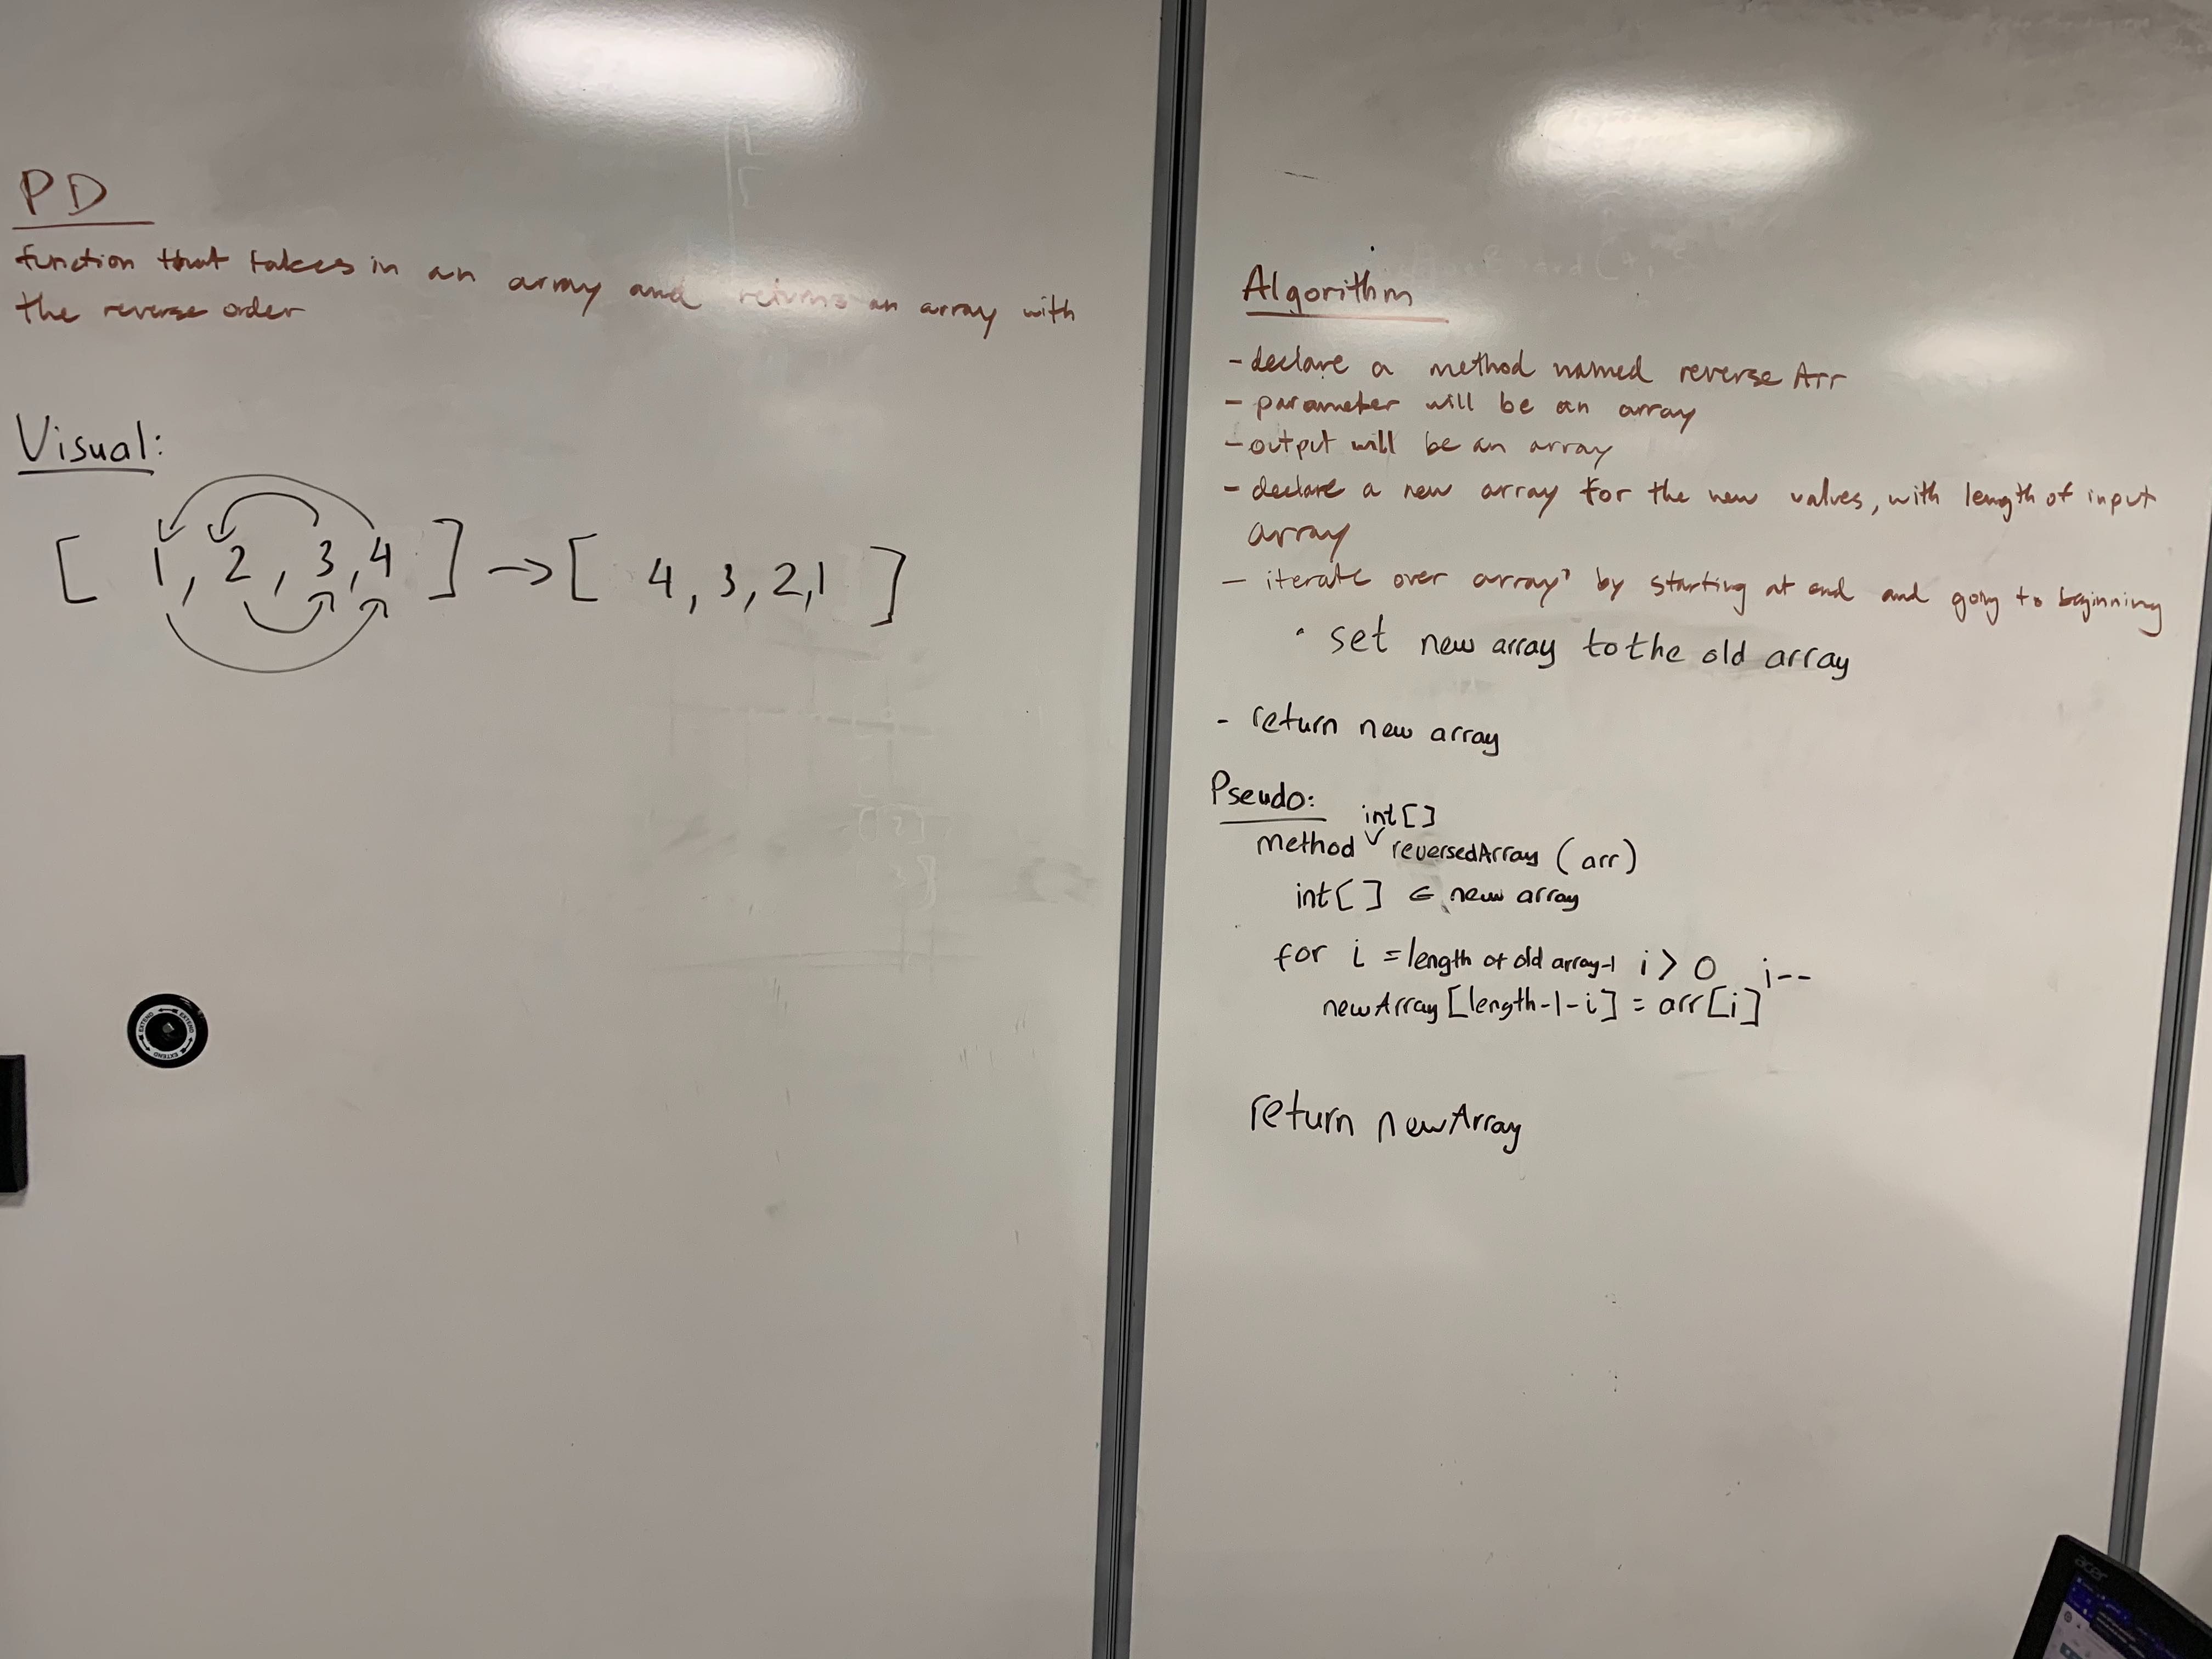 PD
function that takes in an array and returns an array with
the reverse order
Visual:
[ 1, 2, 3, 4 ] → [ 4, 3, 2, 1 ]
EXTEND EXTEND EXTEND
Algorithm
- declare a method named reverse Arr
- parameter will be an array
- output will be an array
- declare a new array for the new values, with length of input
array
- iterate over array by starting at end and going to beginning
• set new array to the old array
- return new array
Pseudo:
int[]
method ∨ reversedArray (arr)
int[] ← new array
for i = length of old array-1 i > 0 i--
newArray[length-1-i] = arr[i]
return newArray
acer